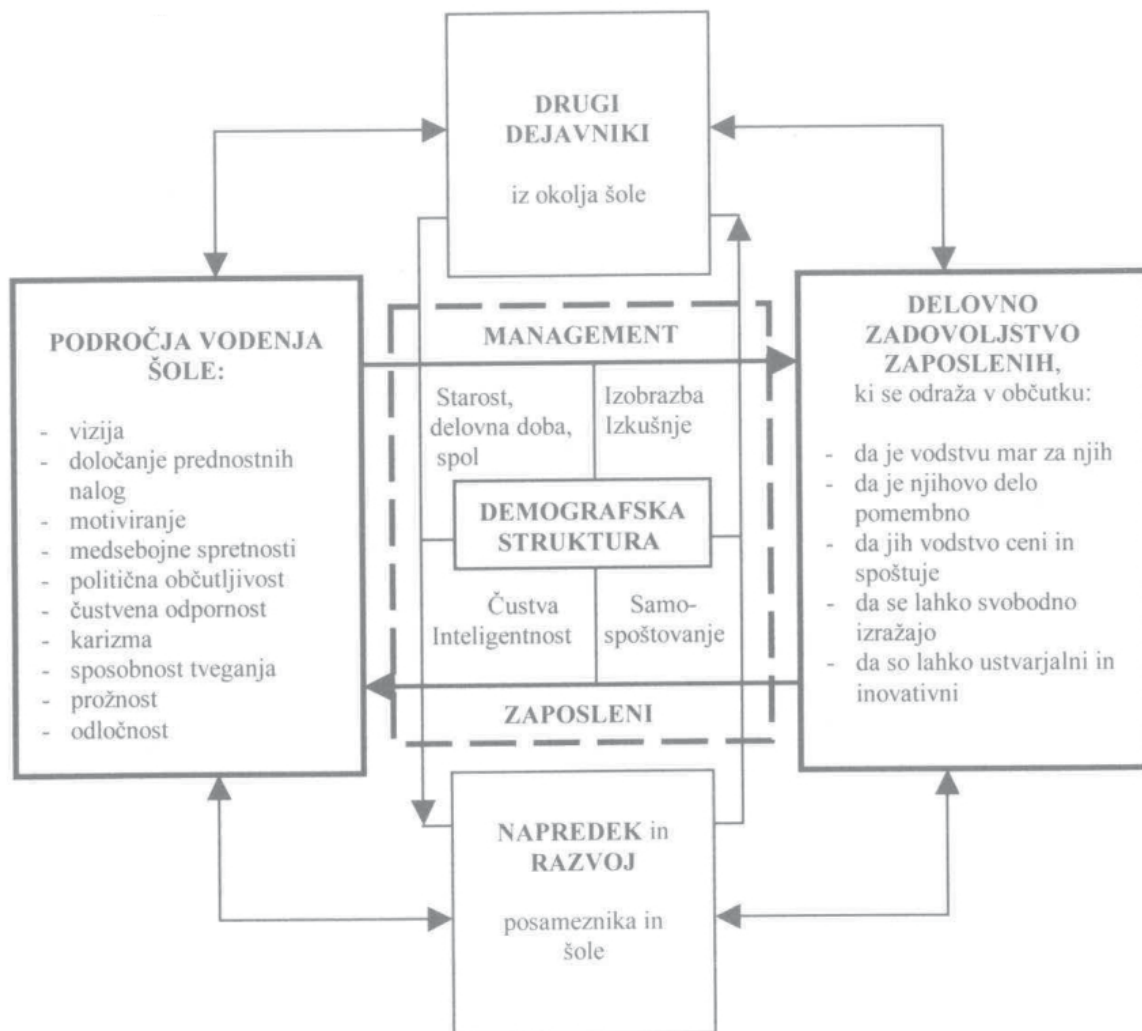 DRUGI
DEJAVNIKI
iz okolja šole
PODROČJA VODENJA
ŠOLE:
- vizija
- določanje prednostnih
nalog
- motiviranje
- medsebojne spretnosti
- politična občutljivost
- čustvena odpornost
- karizma
- sposobnost tveganja
- prožnost
- odločnost
MANAGEMENT
Starost,
delovna doba,
spol
Izobrazba
Izkušnje
DEMOGRAFSKA
STRUKTURA
Čustva
Inteligentnost
Samo-
spoštovanje
ZAPOSLENI
DELOVNO
ZADOVOLJSTVO
ZAPOSLENIH,
ki se odraža v občutku:
- da je vodstvu mar za njih
- da je njihovo delo
pomembno
- da jih vodstvo ceni in
spoštuje
- da se lahko svobodno
izražajo
- da so lahko ustvarjalni in
inovativni
NAPREDEK in
RAZVOJ
posameznika in
šole